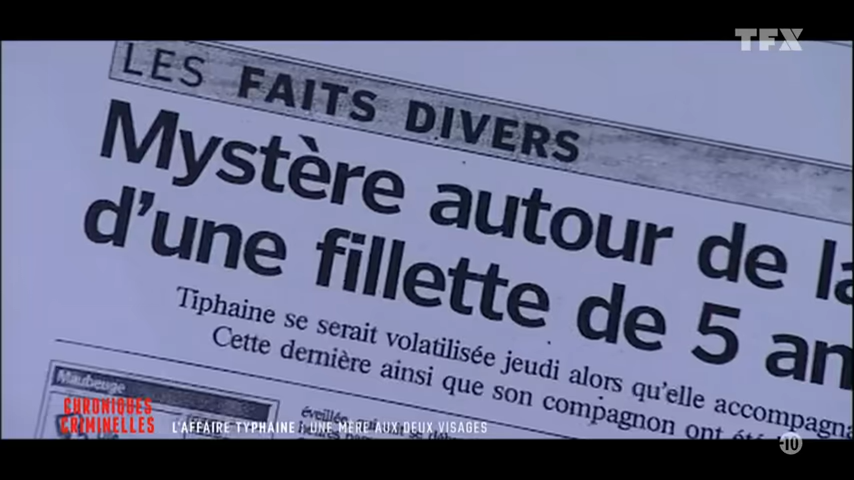 TFX
LES FAITS DIVERS
Mystère autour de la
d'une fillette de 5 an
Tiphaine se serait volatilisée jeudi alors qu'elle accompagna
Cette dernière ainsi que son compagnon ont été
Maubeuge
éveillée
CHRONIQUES
CRIMINELLES
L'AFFAIRE TYPHAINE : UNE MÈRE AUX DEUX VISAGES
-10